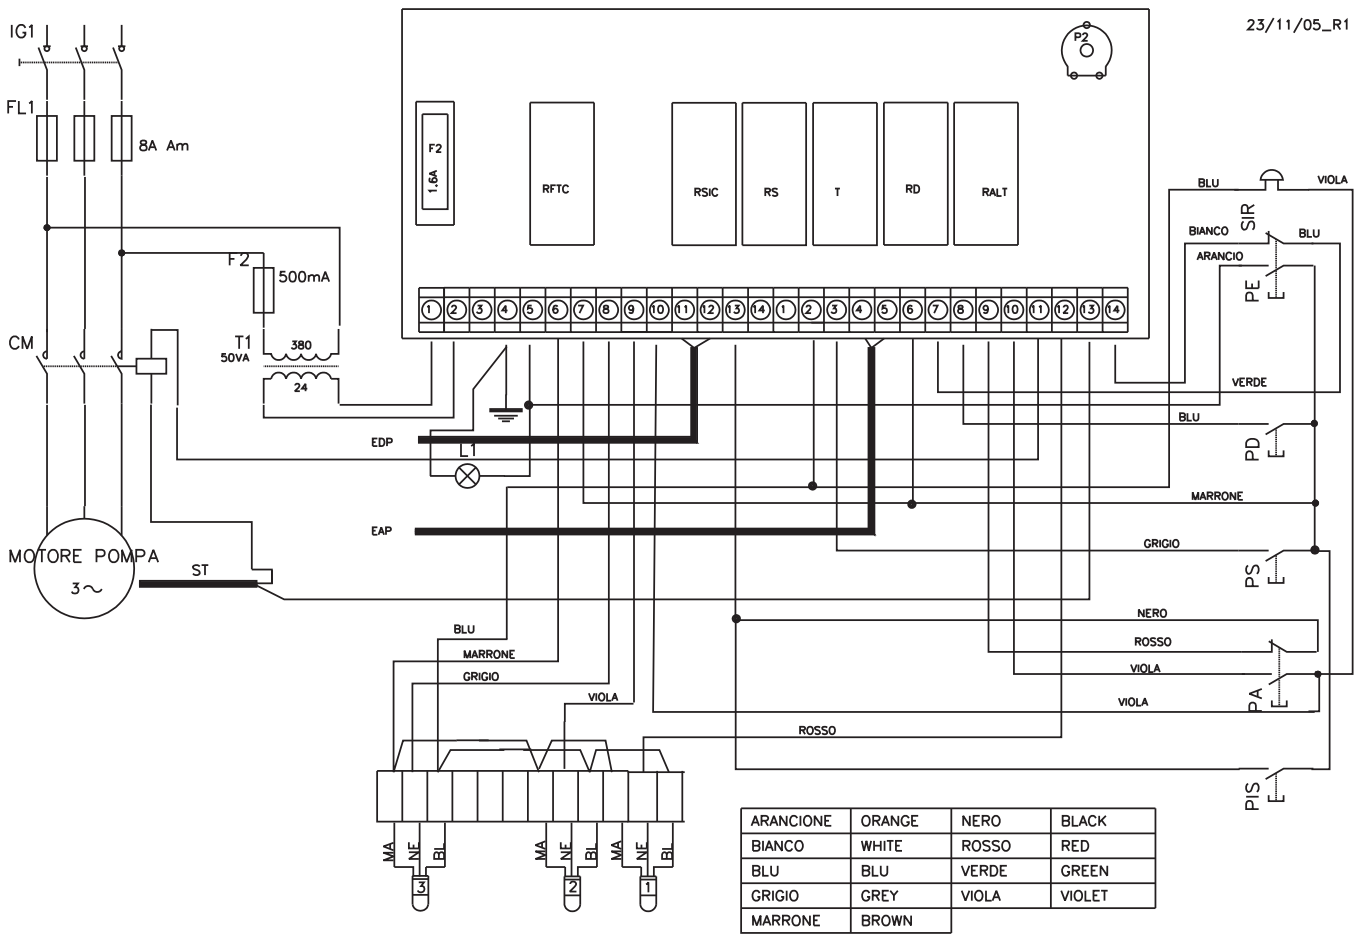 IG1
23/11/05_R1
P2
FL1
8A Am
F2
1.6A
RFTC
RSIC
RS
T
RD
RALT
BLU
VIOLA
SIR
BIANCO
BLU
ARANCIO
PE
F2
500mA
1 2 3 4 5 6 7 8 9 10 11 12 13 14 1 2 3 4 5 6 7 8 9 10 11 12 13 14
CM
T1
50VA
380
24
VERDE
BLU
PD
EDP
L1
MARRONE
EAP
GRIGIO
PS
MOTORE POMPA
3~
ST
NERO
BLU
ROSSO
MARRONE
VIOLA
GRIGIO
PA
VIOLA
VIOLA
ROSSO
PIS
MA NE BL MA NE BL MA NE BL
3 2 1
ARANCIONE ORANGE NERO BLACK
BIANCO WHITE ROSSO RED
BLU BLU VERDE GREEN
GRIGIO GREY VIOLA VIOLET
MARRONE BROWN